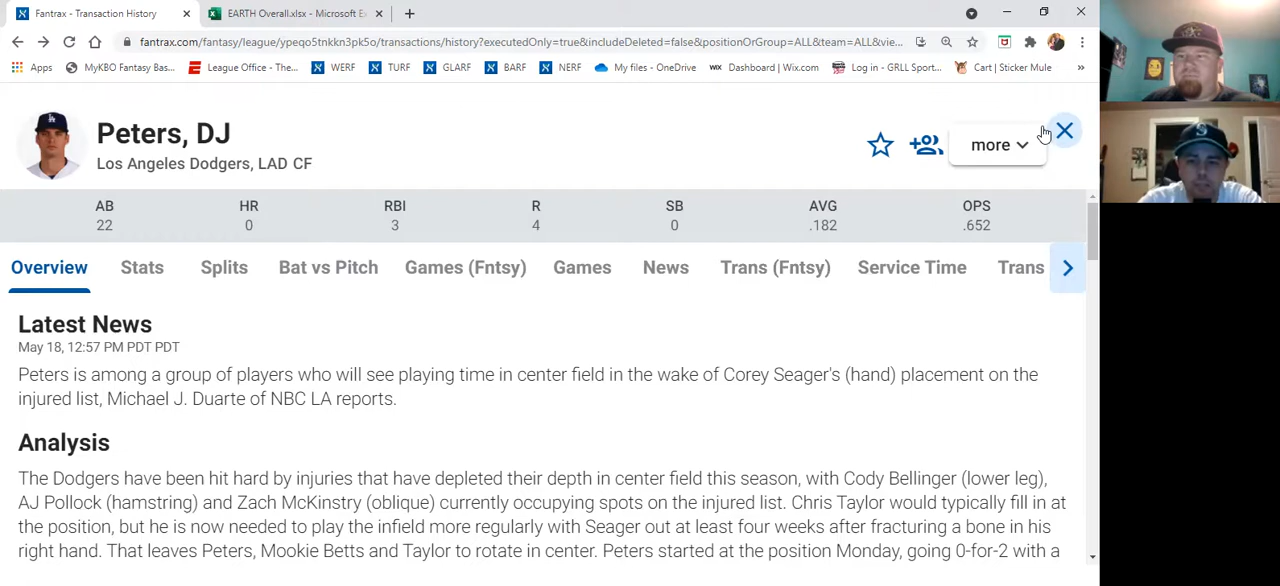 Fantrax - Transaction History
EARTH Overall.xlsx - Microsoft E
fantrax.com/fantasy/league/ypeqo5tnkkn3pk5o/transactions/history?executedOnly=true&includeDeleted=false&positionOrGroup=ALL&team=ALL&vie...
Apps MyKBO Fantasy Bas... League Office - The... WERF TURF GLARF BARF NERF My files - OneDrive WIX Dashboard | Wix.com Log in - GRLL Sport... Cart | Sticker Mule »
Peters, DJ
Los Angeles Dodgers, LAD CF
more
AB HR RBI R SB AVG OPS
22 0 3 4 0 .182 .652
Overview Stats Splits Bat vs Pitch Games (Fntsy) Games News Trans (Fntsy) Service Time Trans
Latest News
May 18, 12:57 PM PDT PDT
Peters is among a group of players who will see playing time in center field in the wake of Corey Seager's (hand) placement on the
injured list, Michael J. Duarte of NBC LA reports.
Analysis
The Dodgers have been hit hard by injuries that have depleted their depth in center field this season, with Cody Bellinger (lower leg),
AJ Pollock (hamstring) and Zach McKinstry (oblique) currently occupying spots on the injured list. Chris Taylor would typically fill in at
the position, but he is now needed to play the infield more regularly with Seager out at least four weeks after fracturing a bone in his
right hand. That leaves Peters, Mookie Betts and Taylor to rotate in center. Peters started at the position Monday, going 0-for-2 with a